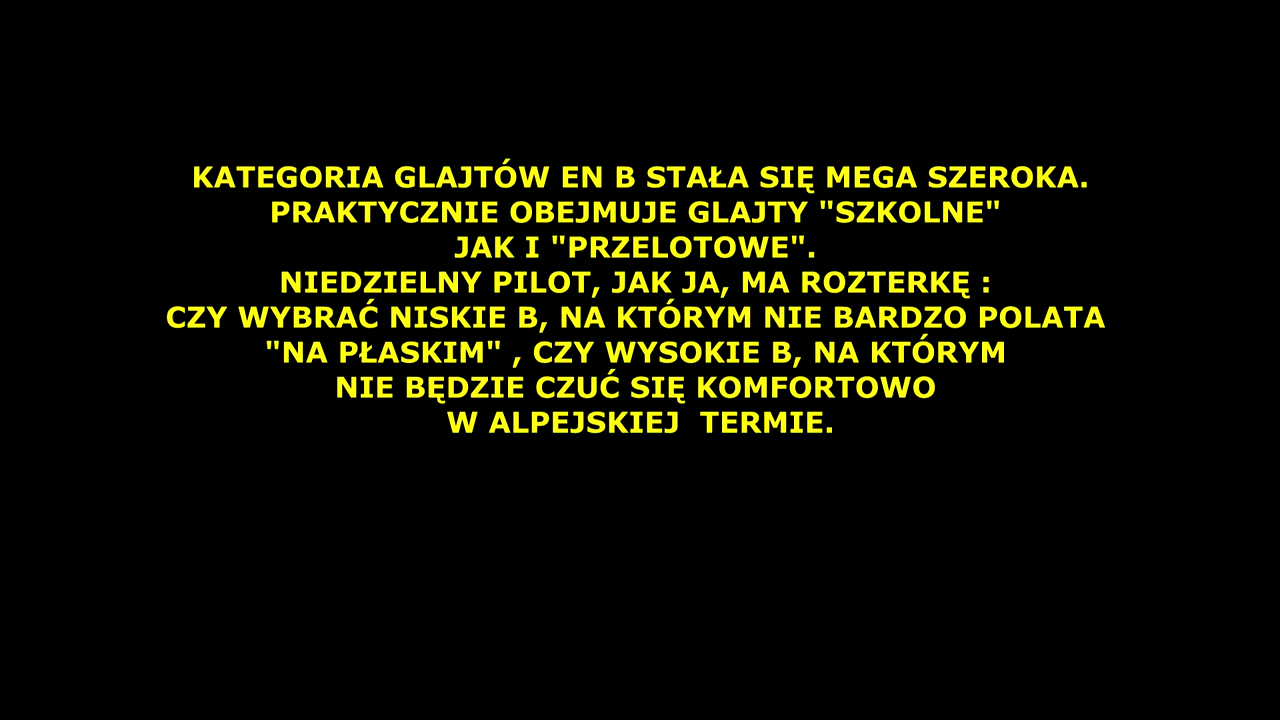 KATEGORIA GLAJTÓW EN B STAŁA SIĘ MEGA SZEROKA.
PRAKTYCZNIE OBEJMUJE GLAJTY "SZKOLNE"
JAK I "PRZELOTOWE".
NIEDZIELNY PILOT, JAK JA, MA ROZTERKĘ :
CZY WYBRAĆ NISKIE B, NA KTÓRYM NIE BARDZO POLATA
"NA PŁASKIM" , CZY WYSOKIE B, NA KTÓRYM
NIE BĘDZIE CZUĆ SIĘ KOMFORTOWO
W ALPEJSKIEJ  TERMIE.